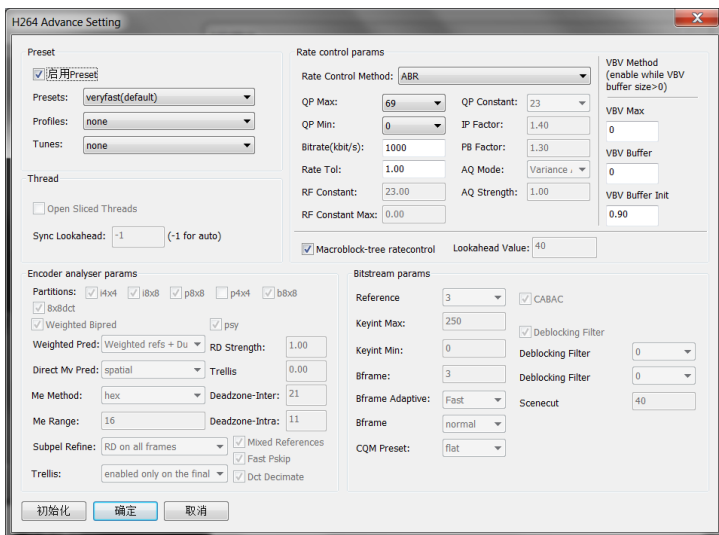 H264 Advance Setting
Preset
启用Preset
Presets: veryfast(default)
Profiles: none
Tunes: none
Thread
Open Sliced Threads
Sync Lookahead: -1 (-1 for auto)
Rate control params
Rate Control Method: ABR
QP Max: 69 QP Constant: 23
QP Min: 0 IP Factor: 1.40
Bitrate(kbit/s): 1000 PB Factor: 1.30
Rate Tol: 1.00 AQ Mode: Variance
RF Constant: 23.00 AQ Strength: 1.00
RF Constant Max: 0.00
VBV Method
(enable while VBV
buffer size>0)
VBV Max
0
VBV Buffer
0
VBV Buffer Init
0.90
Macroblock-tree ratecontrol Lookahead Value: 40
Encoder analyser params
Partitions: i4x4 i8x8 p8x8 p4x4 b8x8
8x8dct
Weighted Bipred psy
Weighted Pred: Weighted refs + Du RD Strength: 1.00
Direct Mv Pred: spatial Trellis 0.00
Me Method: hex Deadzone-Inter: 21
Me Range: 16 Deadzone-Intra: 11
Subpel Refine: RD on all frames Mixed References
Fast Pskip
Trellis: enabled only on the final Dct Decimate
Bitstream params
Reference 3 CABAC
Keyint Max: 250 Deblocking Filter
Keyint Min: 0 Deblocking Filter 0
Bframe: 3 Deblocking Filter 0
Bframe Adaptive: Fast Scenecut 40
Bframe normal
CQM Preset: flat
初始化 确定 取消